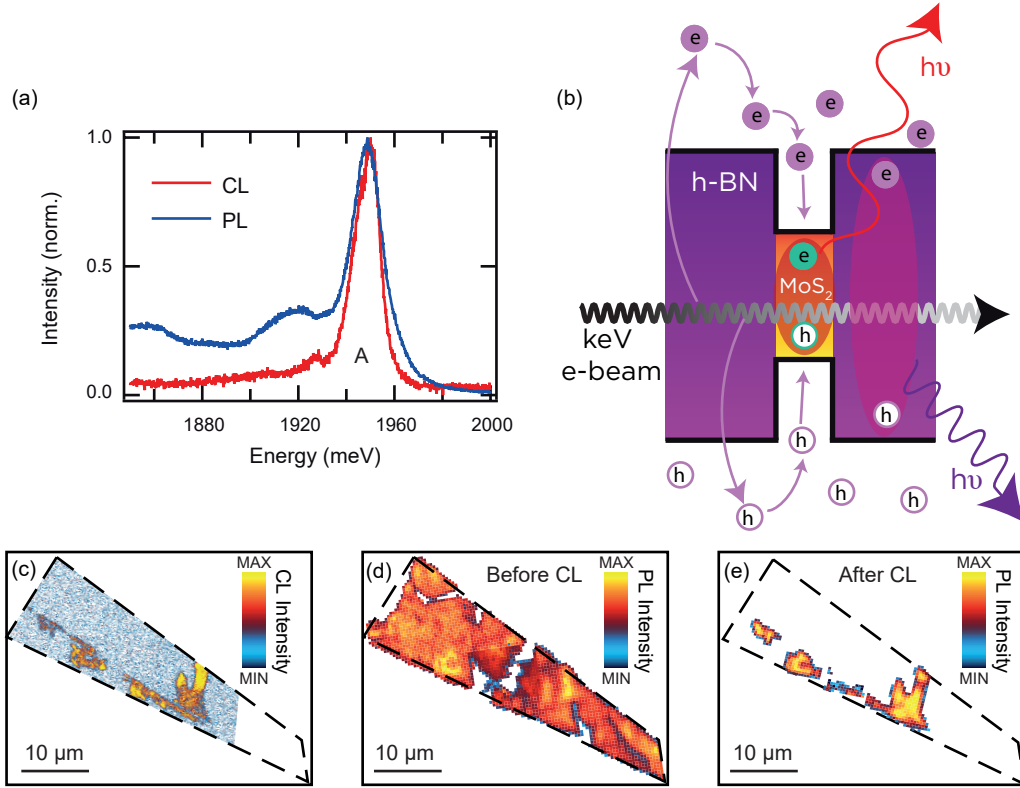 (a)
1.0
0.5
0.0
Intensity (norm.)
CL
PL
A
1880
1920
1960
2000
Energy (meV)
(b)
e
e
e
e
e
hυ
h-BN
e
e
MoS₂
h
keV
e-beam
h
h
h
h
h
h
hυ
(c)
MAX
MIN
CL Intensity
10 µm
(d)
Before CL
MAX
MIN
PL Intensity
10 µm
(e)
After CL
MAX
MIN
PL Intensity
10 µm